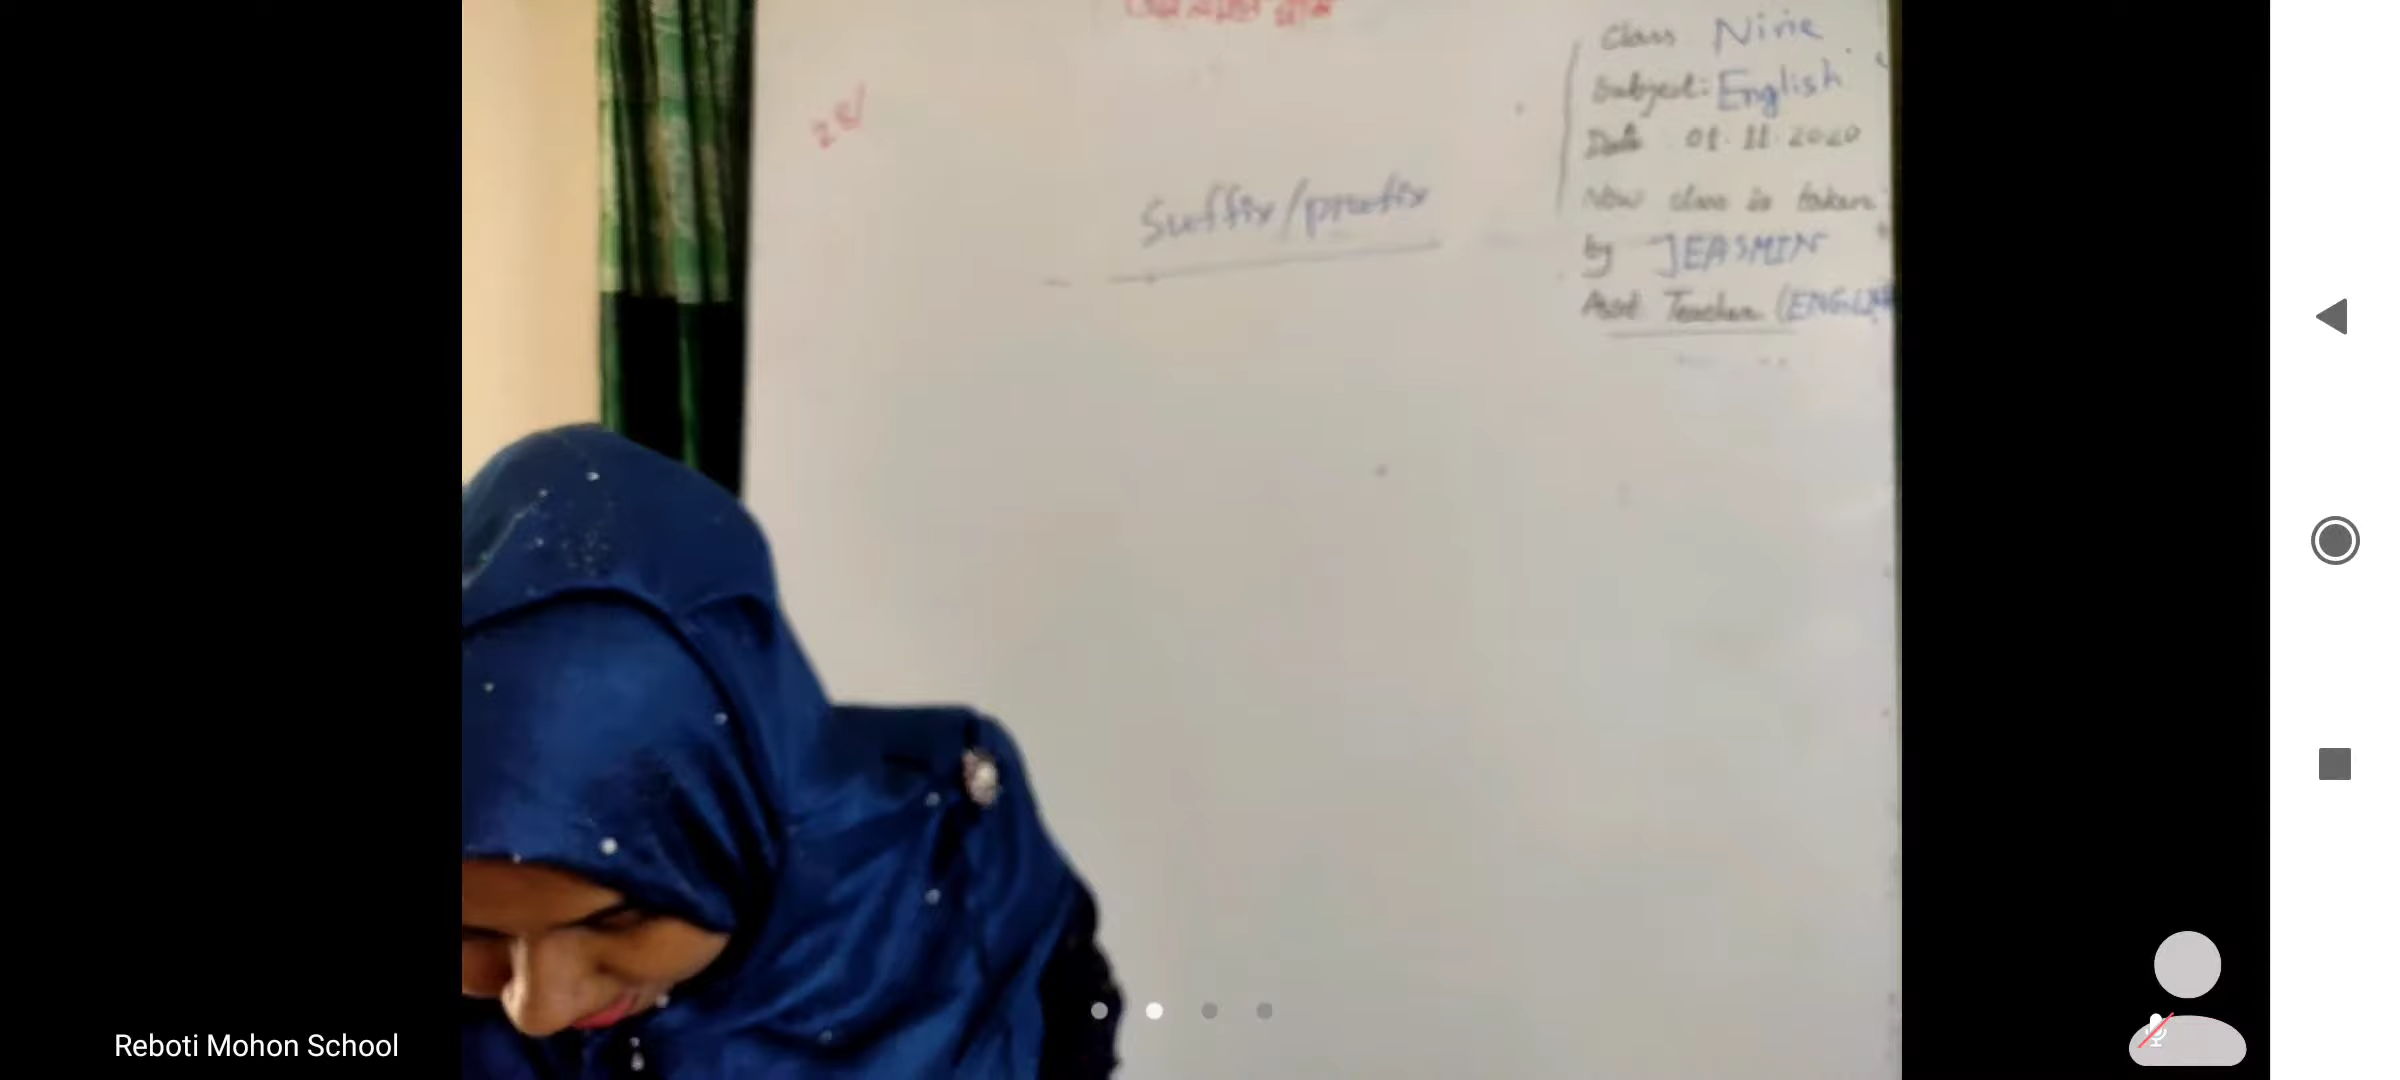 Class Nine
Subject: English
Date 01.11.2020
Now class is taken
by JEASMIN
Asst. Teacher (ENGLISH
28/
Suffix/prefix
Reboti Mohon School